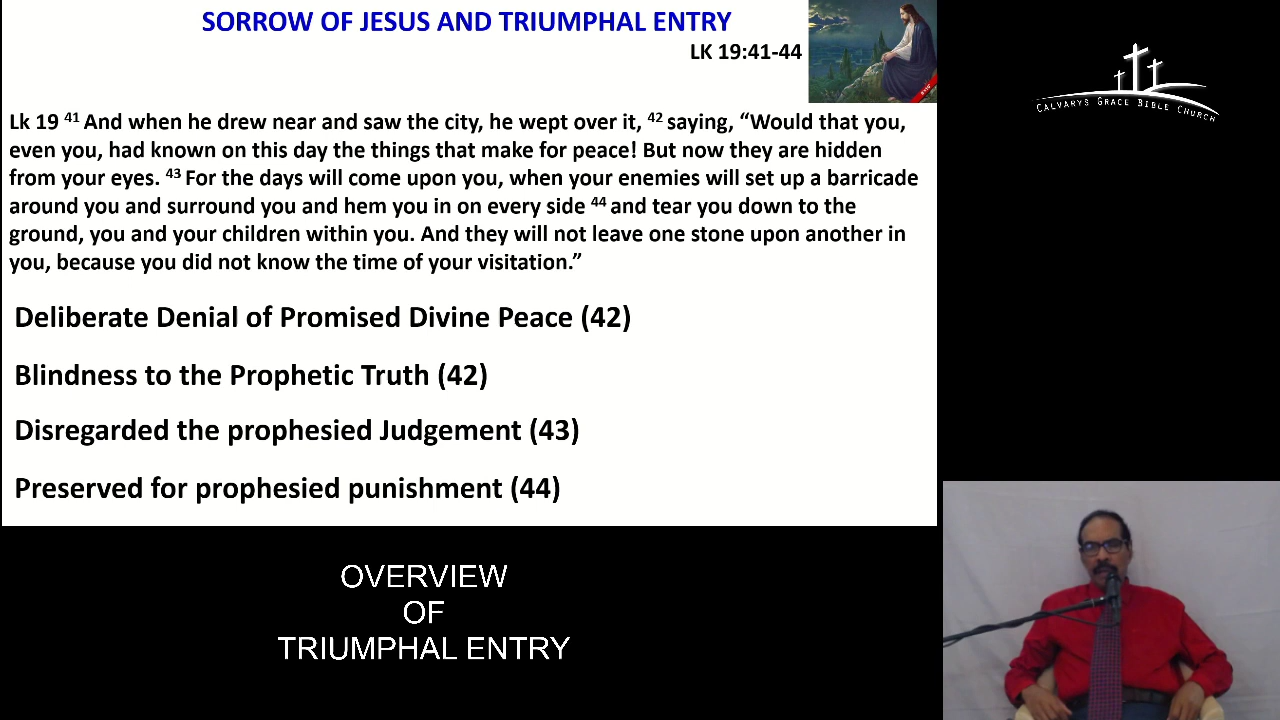 SORROW OF JESUS AND TRIUMPHAL ENTRY
LK 19:41-44
Lk 19 41 And when he drew near and saw the city, he wept over it, 42 saying, “Would that you,
even you, had known on this day the things that make for peace! But now they are hidden
from your eyes. 43 For the days will come upon you, when your enemies will set up a barricade
around you and surround you and hem you in on every side 44 and tear you down to the
ground, you and your children within you. And they will not leave one stone upon another in
you, because you did not know the time of your visitation.”
Deliberate Denial of Promised Divine Peace (42)
Blindness to the Prophetic Truth (42)
Disregarded the prophesied Judgement (43)
Preserved for prophesied punishment (44)
OVERVIEW
OF
TRIUMPHAL ENTRY
CALVARYS GRACE BIBLE CHURCH